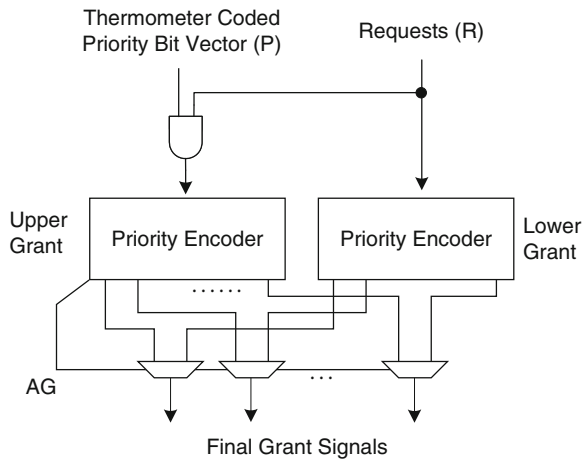 Thermometer Coded
Priority Bit Vector (P)
Requests (R)
Upper
Grant
Priority Encoder
Priority Encoder
Lower
Grant
......
AG
...
Final Grant Signals